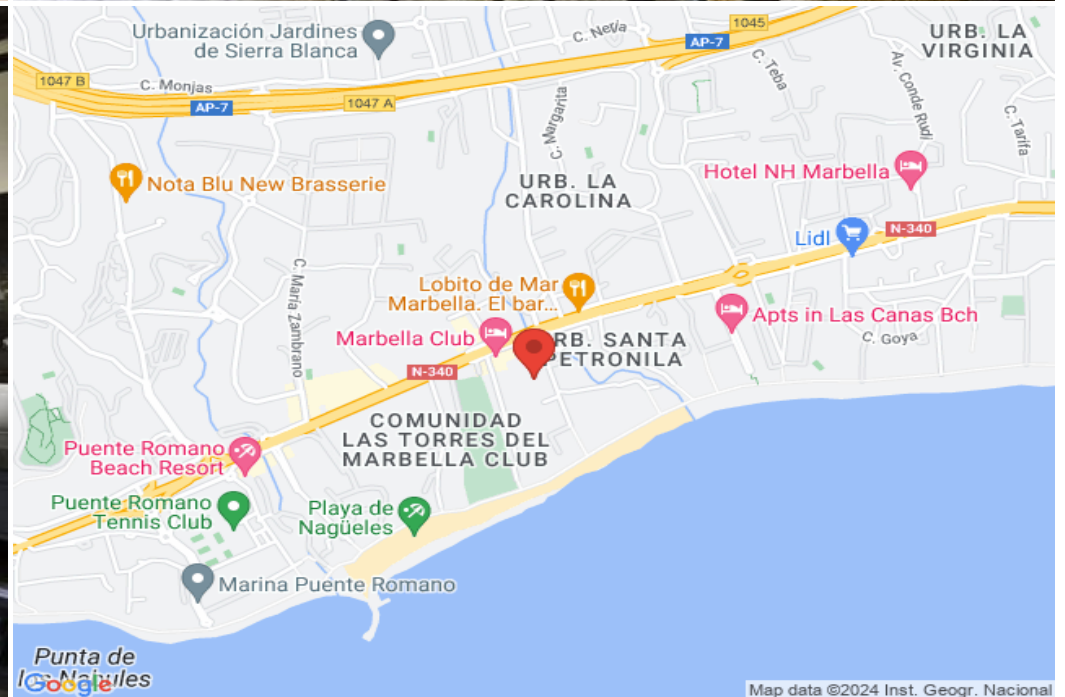 Urbanización Jardines
de Sierra Blanca
C. Nevia
1045
AP-7
URB. LA
VIRGINIA
C. Teba
Av. Conde Rudi
1047 B
C. Monjas
AP-7
1047 A
C. Margarita
C. Tarifa
Nota Blu New Brasserie
URB. LA
CAROLINA
Hotel NH Marbella
Lidl
N-340
C. María Zambrano
Lobito de Mar
Marbella. El bar...
Marbella Club
RB. SANTA
PETRONILA
Apts in Las Canas Bch
C. Goya
N-340
COMUNIDAD
LAS TORRES DEL
MARBELLA CLUB
Puente Romano
Beach Resort
Puente Romano
Tennis Club
Playa de
Nagüeles
Marina Puente Romano
Punta de
Google
Map data ©2024 Inst. Geogr. Nacional